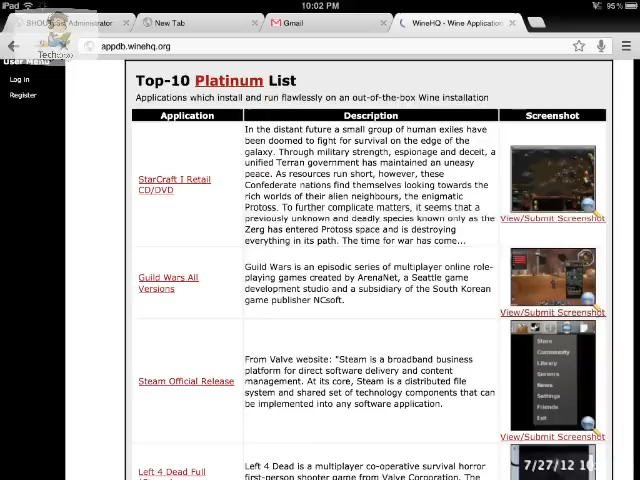 iPad
10:02 PM
95%
SHOUTcast Administrator
New Tab
Gmail
WineHQ - Wine Application
appdb.winehq.org
Techzoo
User Menu
Log in
Register
Top-10 Platinum List
Applications which install and run flawlessly on an out-of-the-box Wine installation
Application
Description
Screenshot
StarCraft I Retail
CD/DVD
In the distant future a small group of human exiles have
been doomed to fight for survival on the edge of the
galaxy. Through military strength, espionage and deceit, a
unified Terran government has maintained an uneasy
peace. As resources run short, however, these
Confederate nations find themselves looking towards the
rich worlds of their alien neighbours, the enigmatic
Protoss. To further complicate matters, it seems that a
previously unknown and deadly species known only as the
Zerg has entered Protoss space and is destroying
everything in its path. The time for war has come...
View/Submit Screenshot
Guild Wars All
Versions
Guild Wars is an episodic series of multiplayer online role-
playing games created by ArenaNet, a Seattle game
development studio and a subsidiary of the South Korean
game publisher NCsoft.
View/Submit Screenshot
Steam Official Release
From Valve website: "Steam is a broadband business
platform for direct software delivery and content
management. At its core, Steam is a distributed file
system and shared set of technology components that can
be implemented into any software application.
Store
Community
Library
Servers
News
Settings
Friends
Exit
View/Submit Screenshot
Left 4 Dead Full
Left 4 Dead is a multiplayer co-operative survival horror
first-person shooter game from Valve Corporation. The
7/27/12